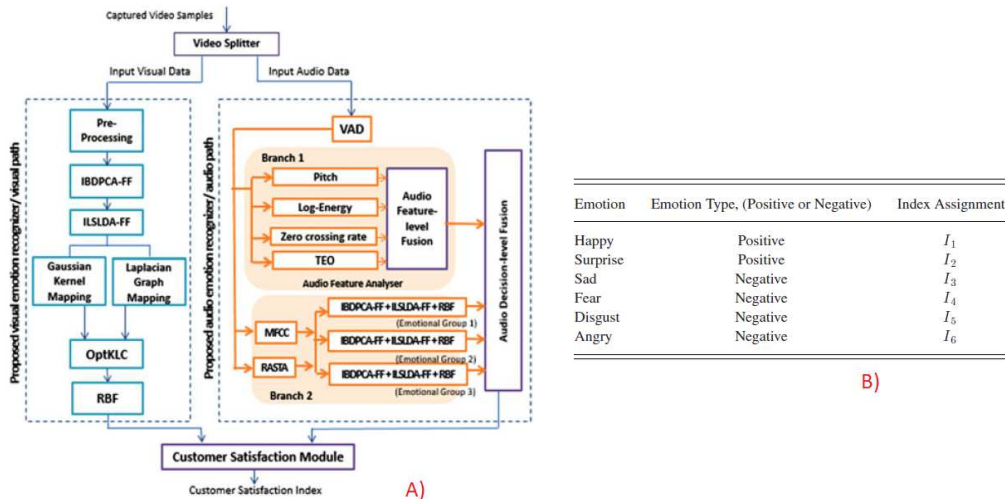 Captured Video Samples
Video Splitter
Input Visual Data
Input Audio Data
Proposed visual emotion recognizer/ visual path
Pre-
Processing
IBDPCA-FF
ILSLDA-FF
Gaussian
Kernel
Mapping
Laplacian
Graph
Mapping
OptKLC
RBF
Proposed audio emotion recognizer/ audio path
VAD
Branch 1
Pitch
Log-Energy
Zero crossing rate
TEO
Audio
Feature-
level
Fusion
Audio Feature Analyser
MFCC
RASTA
IBDPCA-FF + ILSLDA-FF + RBF
(Emotional Group 1)
IBDPCA-FF + ILSLDA-FF + RBF
(Emotional Group 2)
IBDPCA-FF + ILSLDA-FF + RBF
(Emotional Group 3)
Branch 2
Audio Decision-level Fusion
Customer Satisfaction Module
Customer Satisfaction Index
A)
Emotion Emotion Type, (Positive or Negative) Index Assignment
Happy Positive I1
Surprise Positive I2
Sad Negative I3
Fear Negative I4
Disgust Negative I5
Angry Negative I6
B)